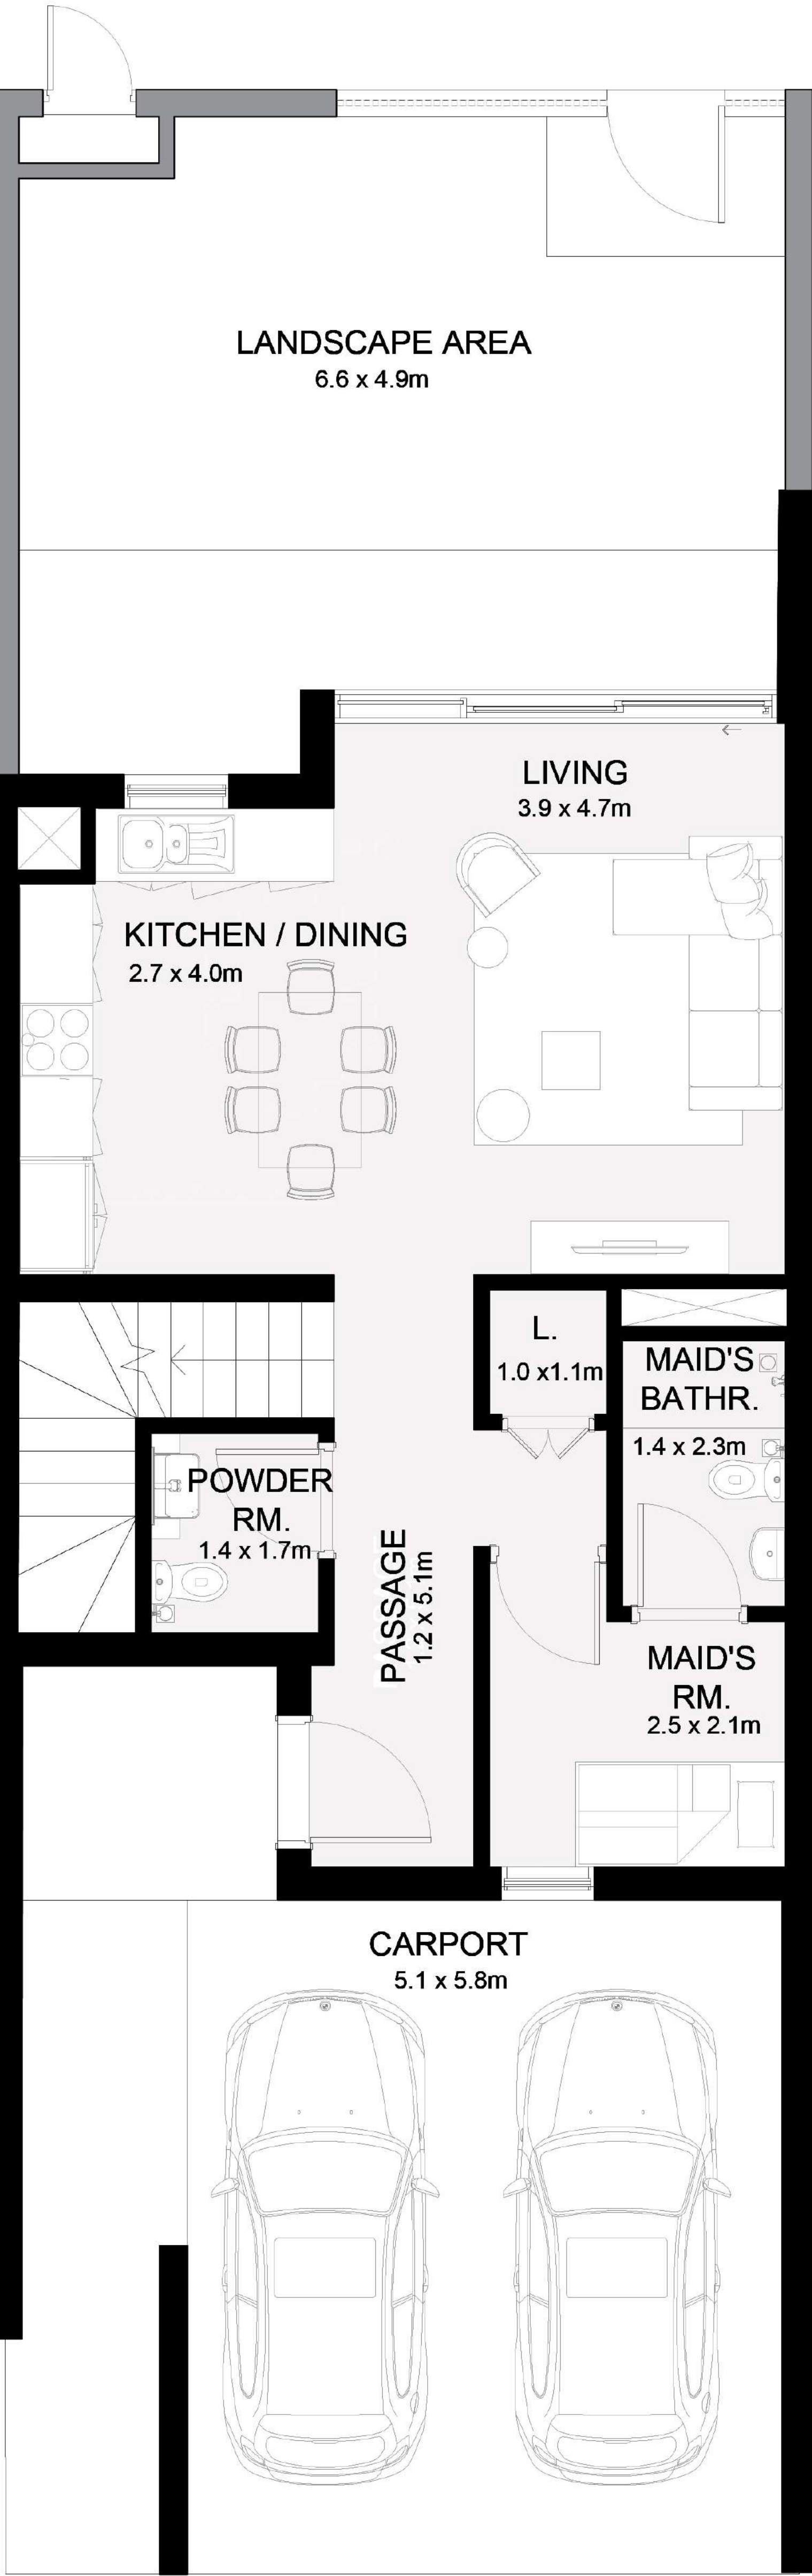 LANDSCAPE AREA
6.6 x 4.9m
LIVING
3.9 x 4.7m
KITCHEN / DINING
2.7 x 4.0m
L.
1.0 x1.1m
MAID'S
BATHR.
1.4 x 2.3m
POWDER
RM.
1.4 x 1.7m
PASSAGE
1.2 x 5.1m
MAID'S
RM.
2.5 x 2.1m
CARPORT
5.1 x 5.8m